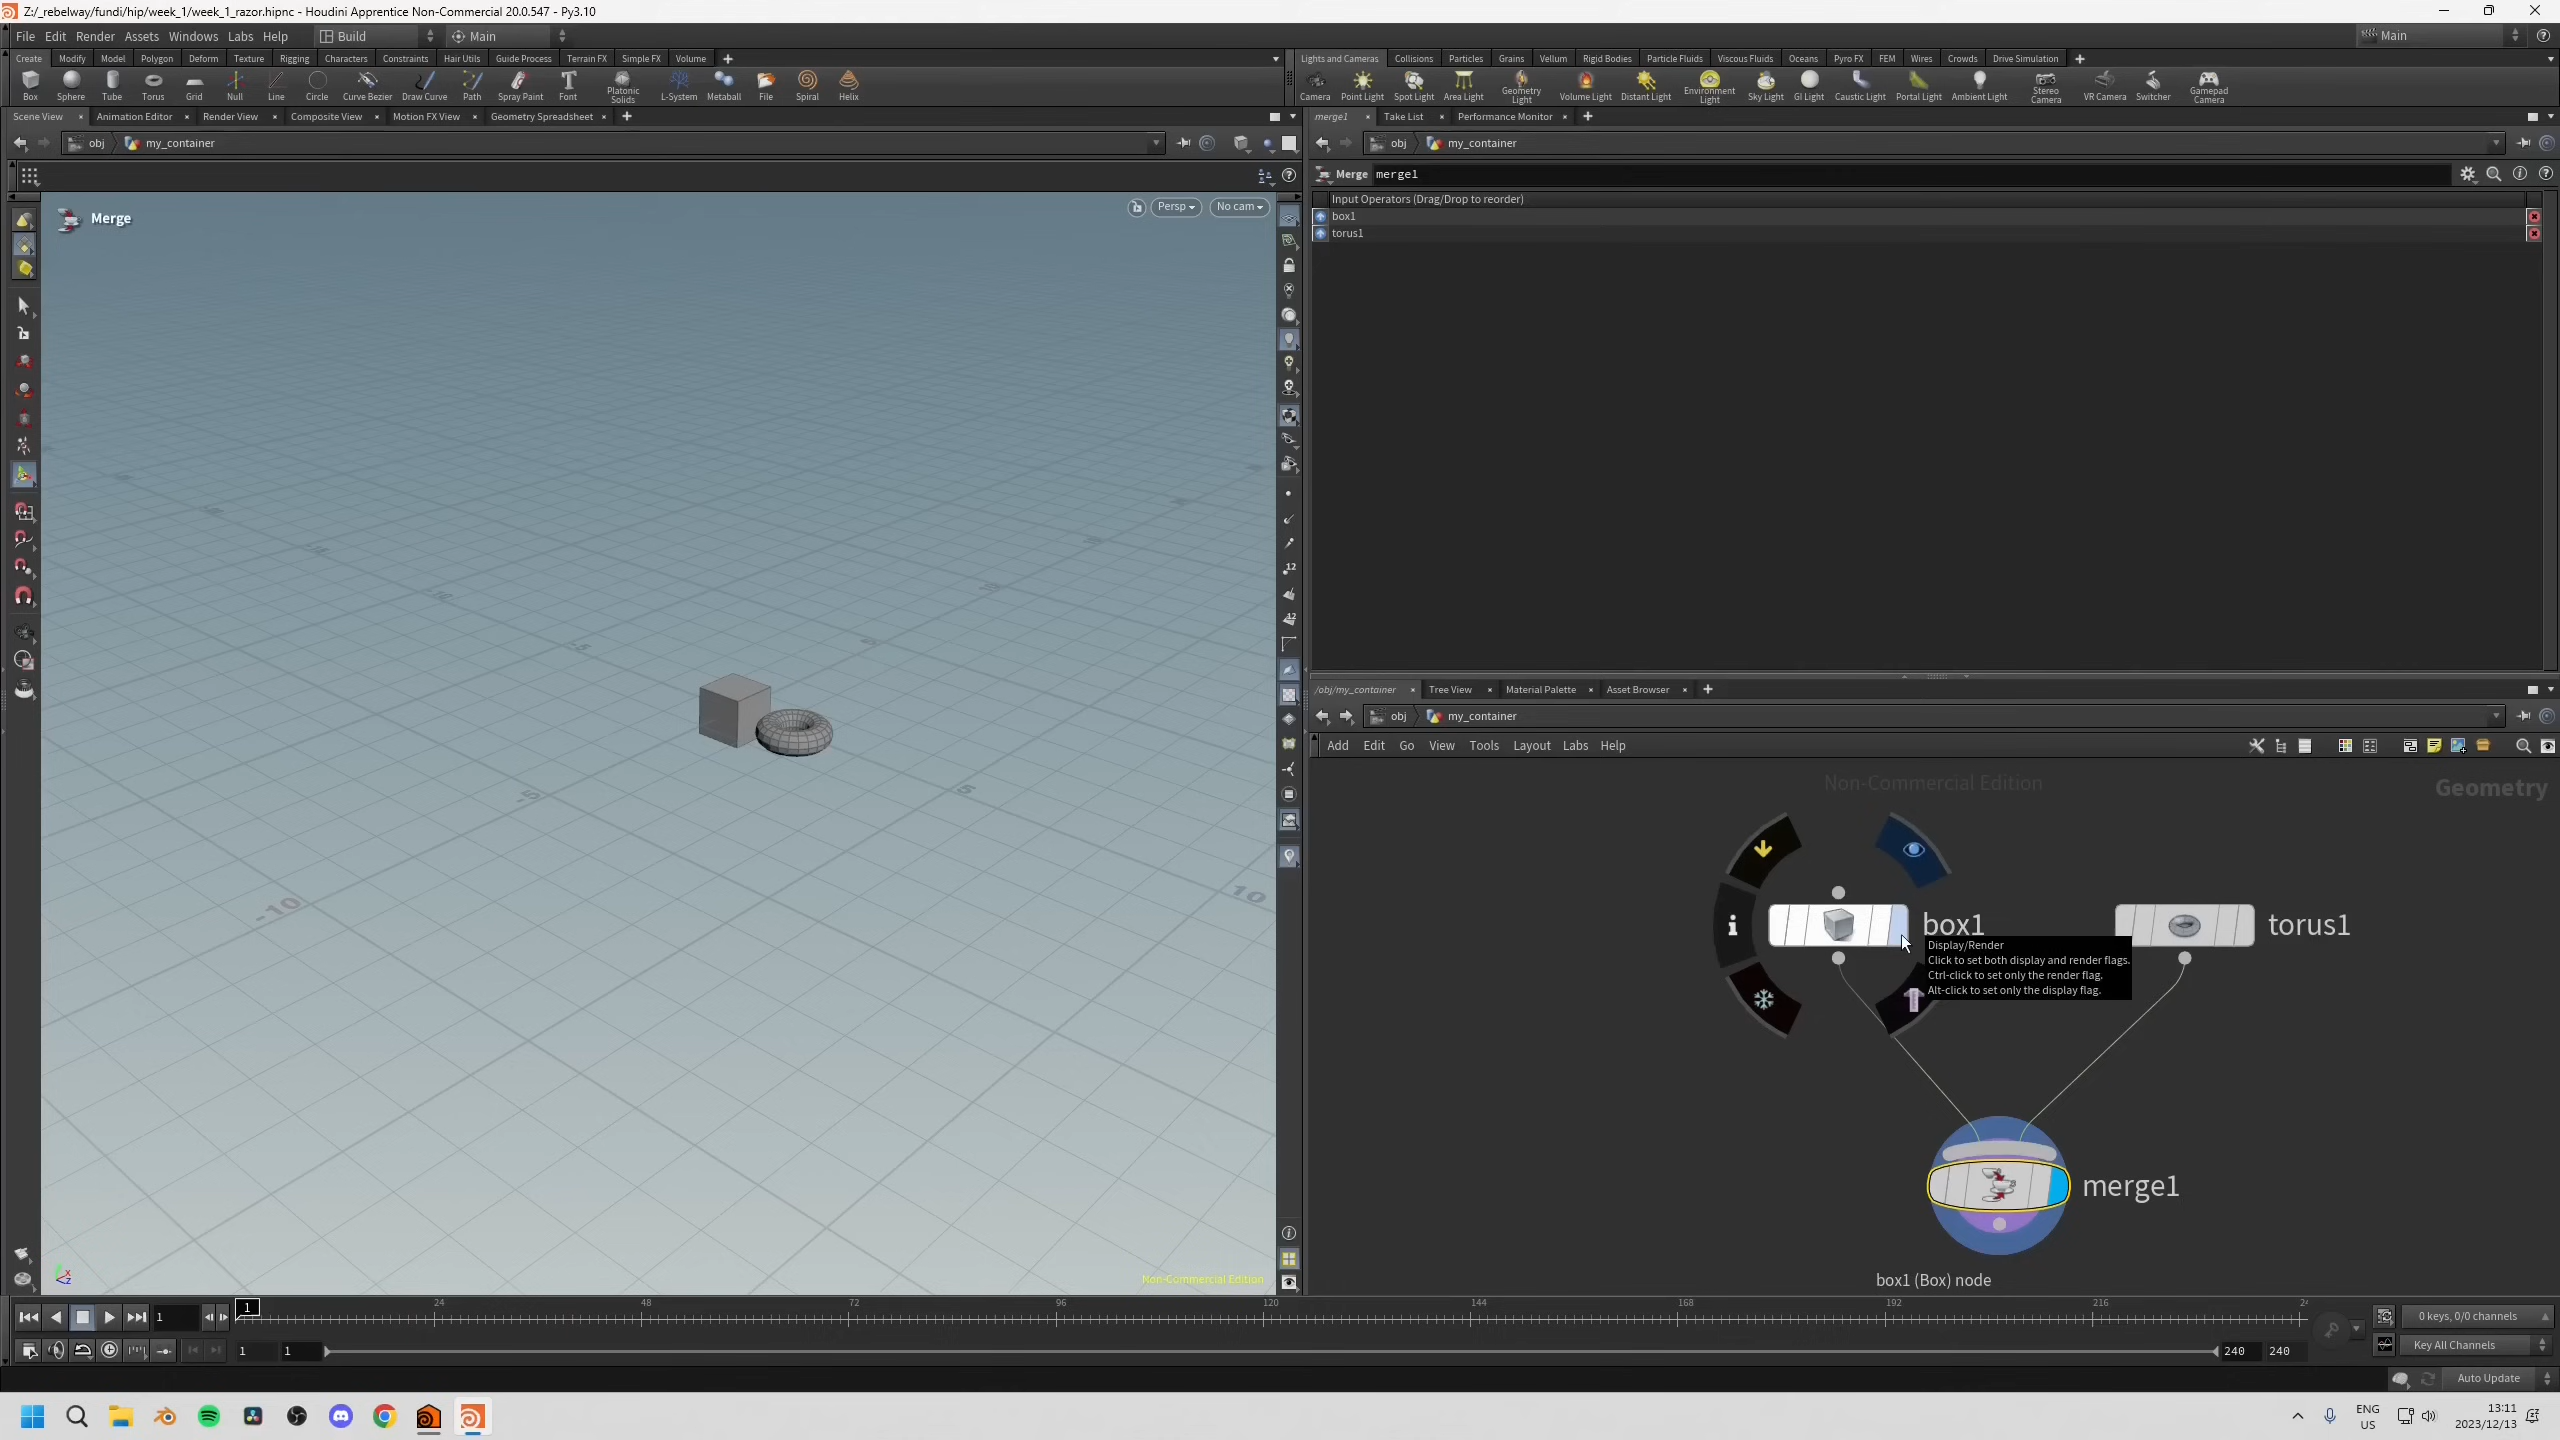 Z:/_rebelway/fundi/hip/week_1/week_1_razor.hipnc - Houdini Apprentice Non-Commercial 20.0.547 - Py3.10
File Edit Render Assets Windows Labs Help Build Main Main
Create Modify Model Polygon Deform Texture Rigging Characters Constraints Hair Utils Guide Process Terrain FX Simple FX Volume
Lights and Cameras Collisions Particles Grains Vellum Rigid Bodies Particle Fluids Viscous Fluids Oceans Pyro FX FEM Wires Crowds Drive Simulation
Box Sphere Tube Torus Grid Null Line Circle Curve Bezier Draw Curve Path Spray Paint Font Platonic Solids L-System Metaball File Spiral Helix
Camera Point Light Spot Light Area Light Geometry Light Volume Light Distant Light Environment Light Sky Light GI Light Caustic Light Portal Light Ambient Light Stereo Camera VR Camera Switcher Gamepad Camera
Scene View Animation Editor Render View Composite View Motion FX View Geometry Spreadsheet
merge1 Take List Performance Monitor
obj my_container
obj my_container
Merge merge1
Input Operators (Drag/Drop to reorder)
box1
torus1
Merge
Persp No cam
12
12
-10
-5
5
10
Non-Commercial Edition
/obj/my_container Tree View Material Palette Asset Browser
obj my_container
Add Edit Go View Tools Layout Labs Help
Non-Commercial Edition
Geometry
box1
torus1
Display/Render
Click to set both display and render flags.
Ctrl-click to set only the render flag.
Alt-click to set only the display flag.
merge1
box1 (Box) node
1 1 24 48 72 96 120 144 168 192 216
0 keys, 0/0 channels
1 1 240 240
Key All Channels
Auto Update
ENG
US
13:11
2023/12/13